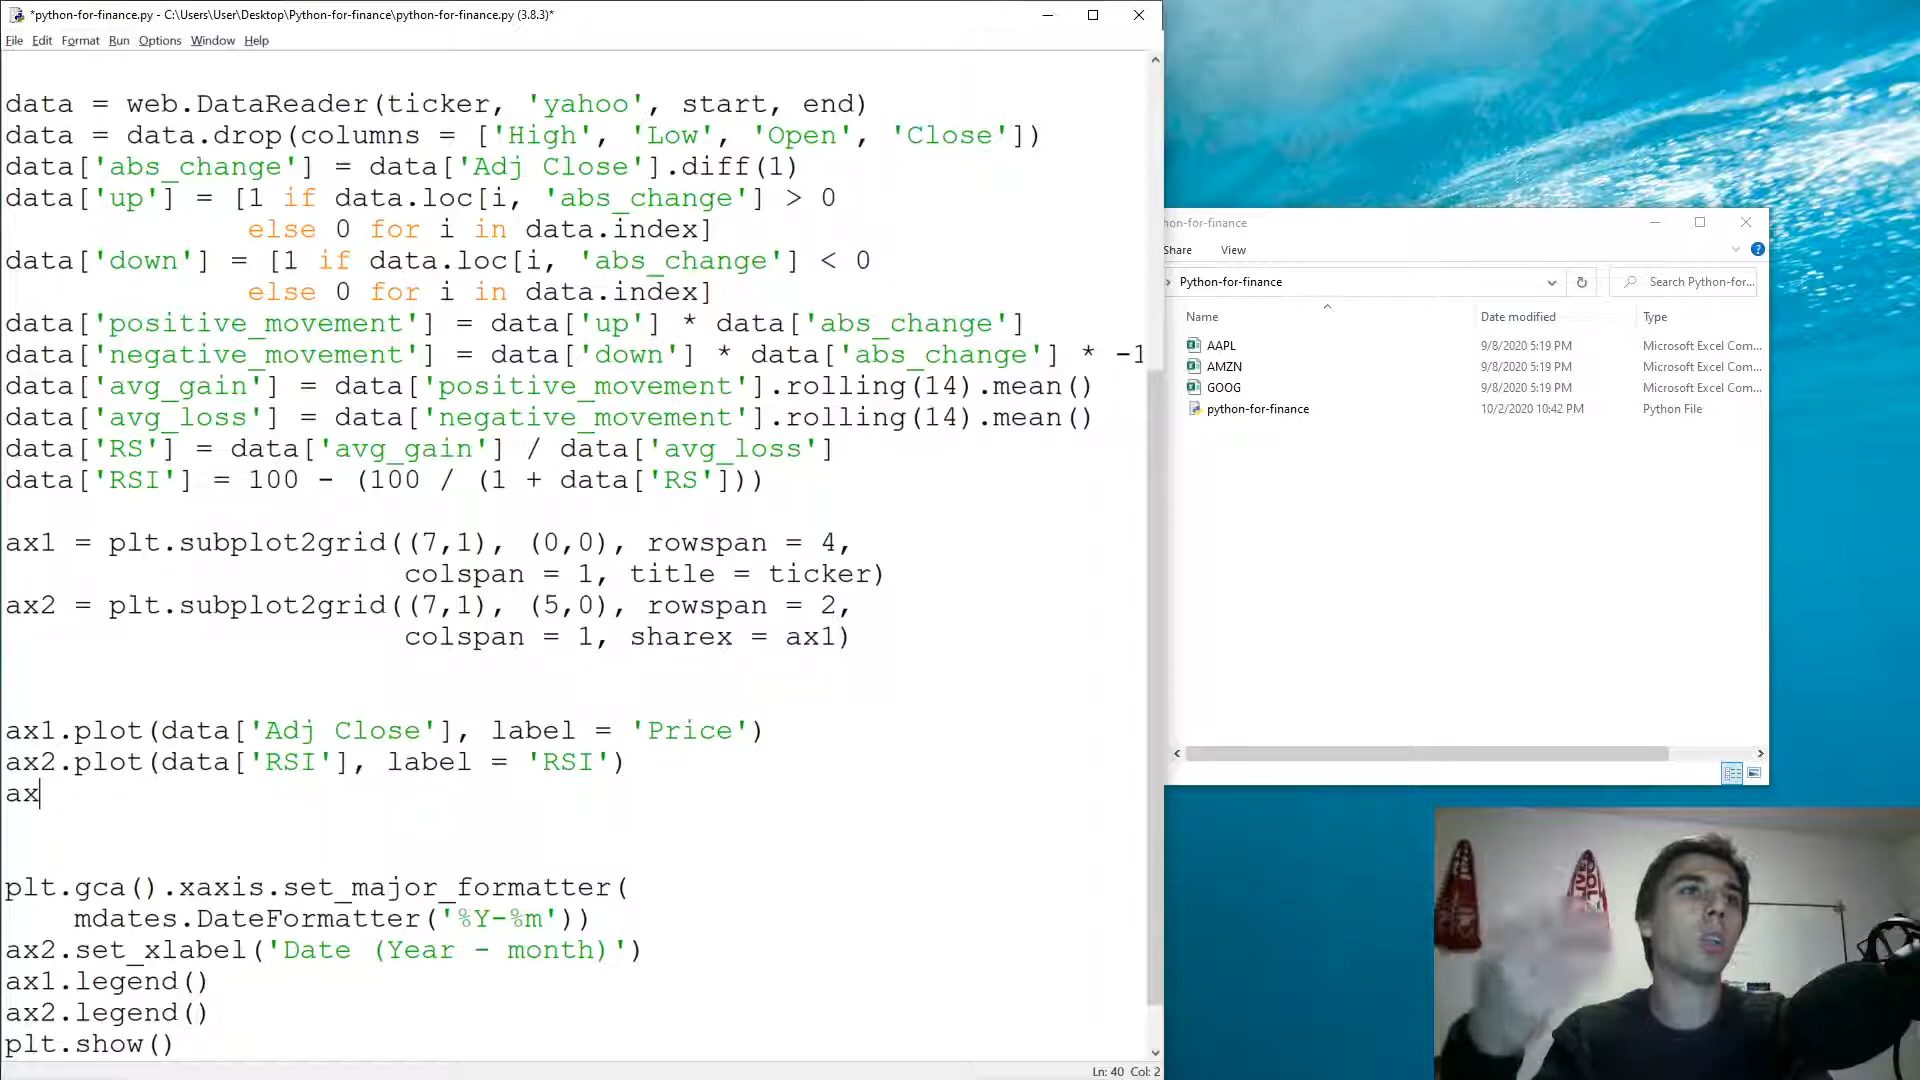 *python-for-finance.py - C:\Users\User\Desktop\Python-for-finance\python-for-finance.py (3.8.3)*
File Edit Format Run Options Window Help
data = web.DataReader(ticker, 'yahoo', start, end)
data = data.drop(columns = ['High', 'Low', 'Open', 'Close'])
data['abs_change'] = data['Adj Close'].diff(1)
data['up'] = [1 if data.loc[i, 'abs_change'] > 0
else 0 for i in data.index]
data['down'] = [1 if data.loc[i, 'abs_change'] < 0
else 0 for i in data.index]
data['positive_movement'] = data['up'] * data['abs_change']
data['negative_movement'] = data['down'] * data['abs_change'] * -1
data['avg_gain'] = data['positive_movement'].rolling(14).mean()
data['avg_loss'] = data['negative_movement'].rolling(14).mean()
data['RS'] = data['avg_gain'] / data['avg_loss']
data['RSI'] = 100 - (100 / (1 + data['RS']))
ax1 = plt.subplot2grid((7,1), (0,0), rowspan = 4,
colspan = 1, title = ticker)
ax2 = plt.subplot2grid((7,1), (5,0), rowspan = 2,
colspan = 1, sharex = ax1)
ax1.plot(data['Adj Close'], label = 'Price')
ax2.plot(data['RSI'], label = 'RSI')
ax
plt.gca().xaxis.set_major_formatter(
mdates.DateFormatter('%Y-%m'))
ax2.set_xlabel('Date (Year - month)')
ax1.legend()
ax2.legend()
plt.show()
Ln: 40 Col: 2
hon-for-finance
Share View
Python-for-finance
Search Python-for...
Name Date modified Type
AAPL 9/8/2020 5:19 PM Microsoft Excel Com...
AMZN 9/8/2020 5:19 PM Microsoft Excel Com...
GOOG 9/8/2020 5:19 PM Microsoft Excel Com...
python-for-finance 10/2/2020 10:42 PM Python File